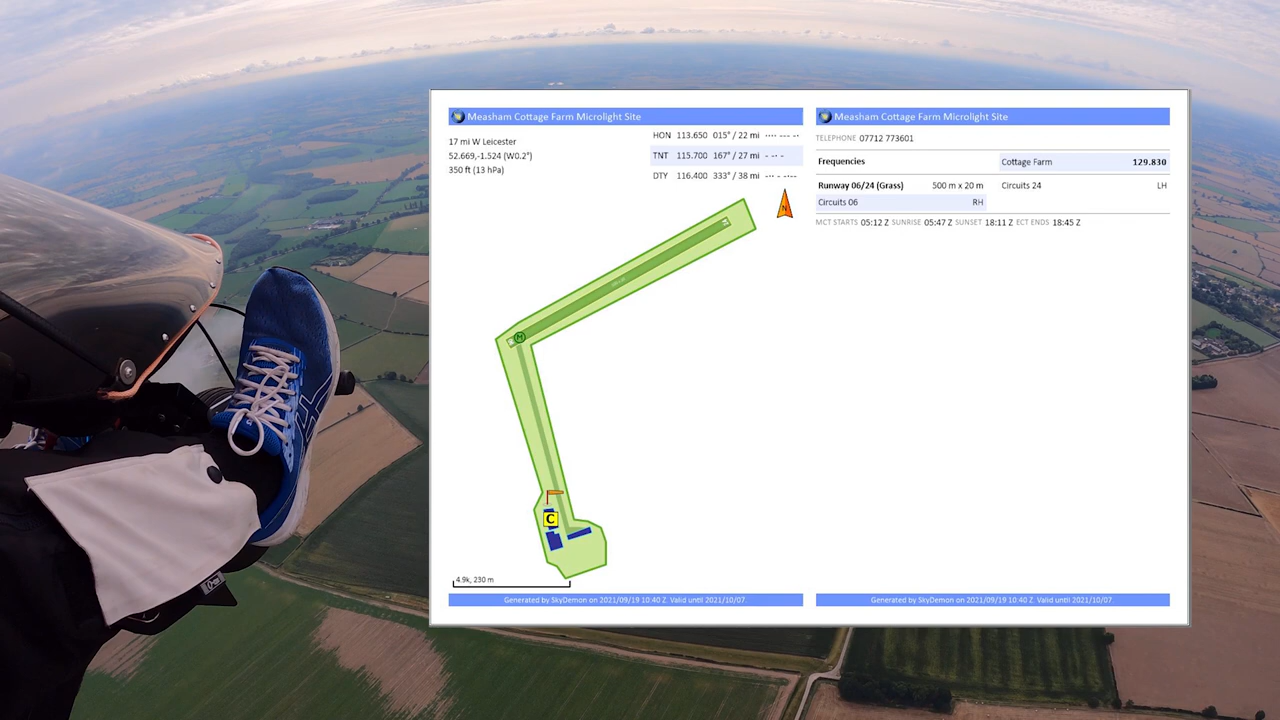 Measham Cottage Farm Microlight Site
17 mi W Leicester
52.669,-1.524 (W0.2°)
350 ft (13 hPa)
HON 113.650 015° / 22 mi ···· --- -·
TNT 115.700 167° / 27 mi - -· -
DTY 116.400 333° / 38 mi
N
C
4.9k, 230 m
Generated by SkyDemon on 2021/09/19 10:40 Z. Valid until 2021/10/07.
Measham Cottage Farm Microlight Site
TELEPHONE 07712 773601
Frequencies Cottage Farm 129.830
Runway 06/24 (Grass) 500 m x 20 m Circuits 24 LH
Circuits 06 RH
MCT STARTS 05:12 Z SUNRISE 05:47 Z SUNSET 18:11 Z ECT ENDS 18:45 Z
Generated by SkyDemon on 2021/09/19 10:40 Z. Valid until 2021/10/07.